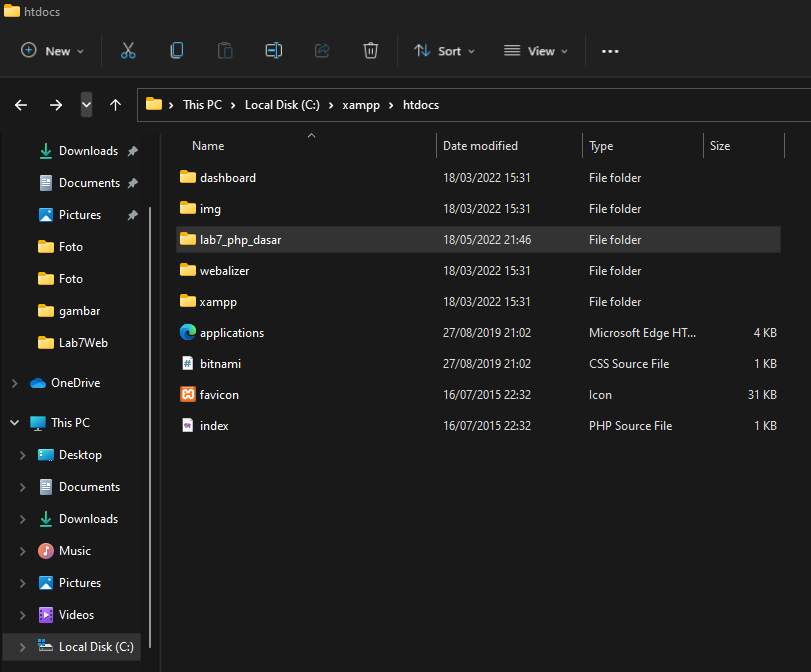 htdocs
New
Sort
View
This PC
Local Disk (C:)
xampp
htdocs
Downloads
Documents
Pictures
Foto
Foto
gambar
Lab7Web
OneDrive
This PC
Desktop
Documents
Downloads
Music
Pictures
Videos
Local Disk (C:)
Name Date modified Type Size
dashboard 18/03/2022 15:31 File folder
img 18/03/2022 15:31 File folder
lab7_php_dasar 18/05/2022 21:46 File folder
webalizer 18/03/2022 15:31 File folder
xampp 18/03/2022 15:31 File folder
applications 27/08/2019 21:02 Microsoft Edge HT... 4 KB
bitnami 27/08/2019 21:02 CSS Source File 1 KB
favicon 16/07/2015 22:32 Icon 31 KB
index 16/07/2015 22:32 PHP Source File 1 KB